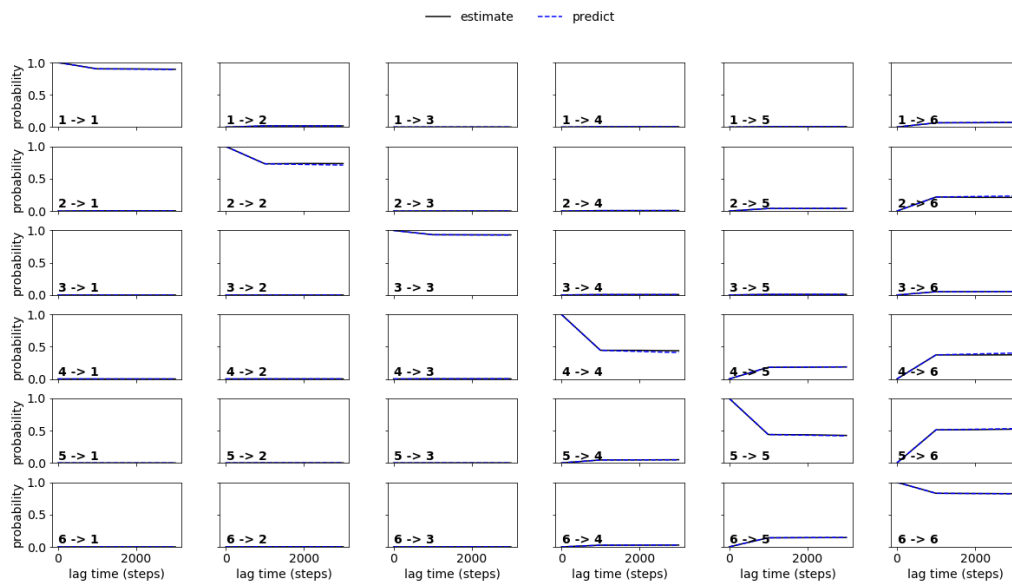 estimate predict
probability 1.0 0.5 0.0 1 -> 1 1 -> 2 1 -> 3 1 -> 4 1 -> 5 1 -> 6
probability 1.0 0.5 0.0 2 -> 1 2 -> 2 2 -> 3 2 -> 4 2 -> 5 2 -> 6
probability 1.0 0.5 0.0 3 -> 1 3 -> 2 3 -> 3 3 -> 4 3 -> 5 3 -> 6
probability 1.0 0.5 0.0 4 -> 1 4 -> 2 4 -> 3 4 -> 4 4 -> 5 4 -> 6
probability 1.0 0.5 0.0 5 -> 1 5 -> 2 5 -> 3 5 -> 4 5 -> 5 5 -> 6
probability 1.0 0.5 0.0 6 -> 1 6 -> 2 6 -> 3 6 -> 4 6 -> 5 6 -> 6
0 2000 0 2000 0 2000 0 2000 0 2000 0 2000
lag time (steps) lag time (steps) lag time (steps) lag time (steps) lag time (steps) lag time (steps)